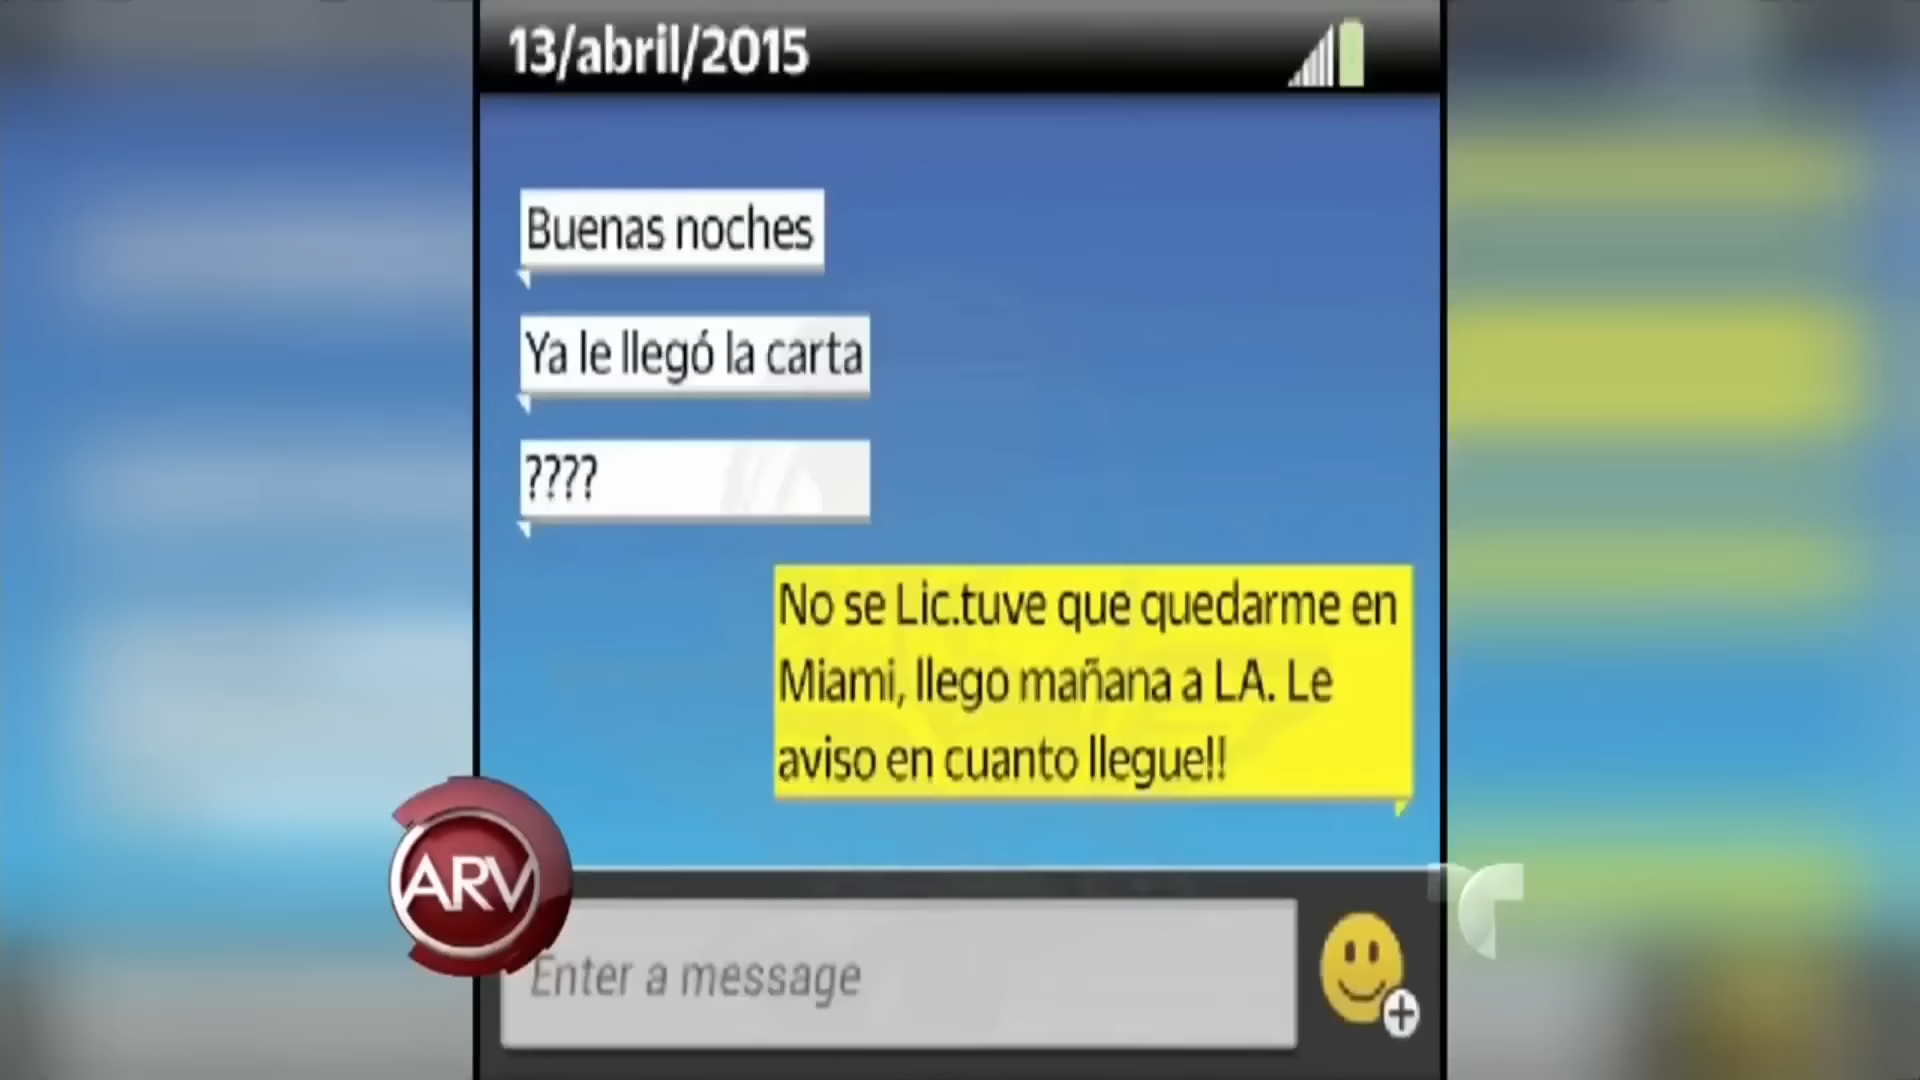 13/abril/2015
Buenas noches
Ya le llegó la carta
????
No se Lic.tuve que quedarme en
Miami, llego mañana a LA. Le
aviso en cuanto llegue!!
ARV
Enter a message